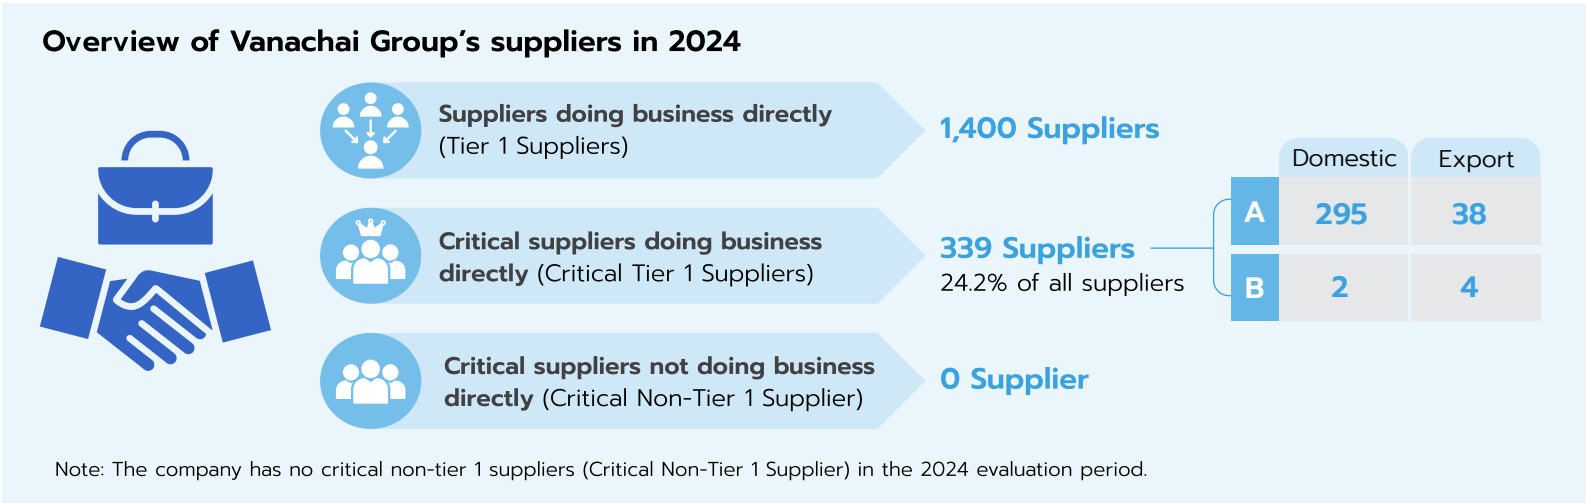 Overview of Vanachai Group’s suppliers in 2024
Suppliers doing business directly
(Tier 1 Suppliers)
1,400 Suppliers
Critical suppliers doing business
directly (Critical Tier 1 Suppliers)
339 Suppliers
24.2% of all suppliers
Domestic Export
A 295 38
B 2 4
Critical suppliers not doing business
directly (Critical Non-Tier 1 Supplier)
0 Supplier
Note: The company has no critical non-tier 1 suppliers (Critical Non-Tier 1 Supplier) in the 2024 evaluation period.